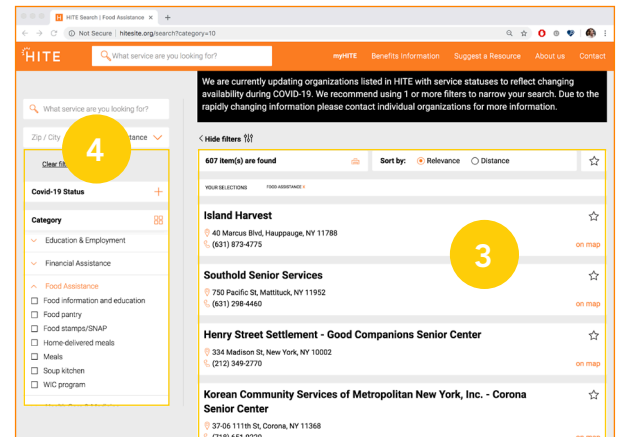 HITE Search | Food Assistance × +
Not Secure | hitesite.org/search?category=10
HITE
What service are you looking for?
myHITE Benefits Information Suggest a Resource About us Contact
We are currently updating organizations listed in HITE with service statuses to reflect changing
availability during COVID-19. We recommend using 1 or more filters to narrow your search. Due to the
rapidly changing information please contact individual organizations for more information.
What service are you looking for?
Zip / City
tance
Hide filters
4
Clear fil
607 item(s) are found
Sort by: Relevance Distance
YOUR SELECTIONS FOOD ASSISTANCE ×
Covid-19 Status +
Category
Education & Employment
Financial Assistance
Food Assistance
Food information and education
Food pantry
Food stamps/SNAP
Home-delivered meals
Meals
Soup kitchen
WIC program
3
Island Harvest
40 Marcus Blvd, Hauppauge, NY 11788
(631) 873-4775
on map
Southold Senior Services
750 Pacific St, Mattituck, NY 11952
(631) 298-4460
on map
Henry Street Settlement - Good Companions Senior Center
334 Madison St, New York, NY 10002
(212) 349-2770
on map
Korean Community Services of Metropolitan New York, Inc. - Corona
Senior Center
37-06 111th St, Corona, NY 11368